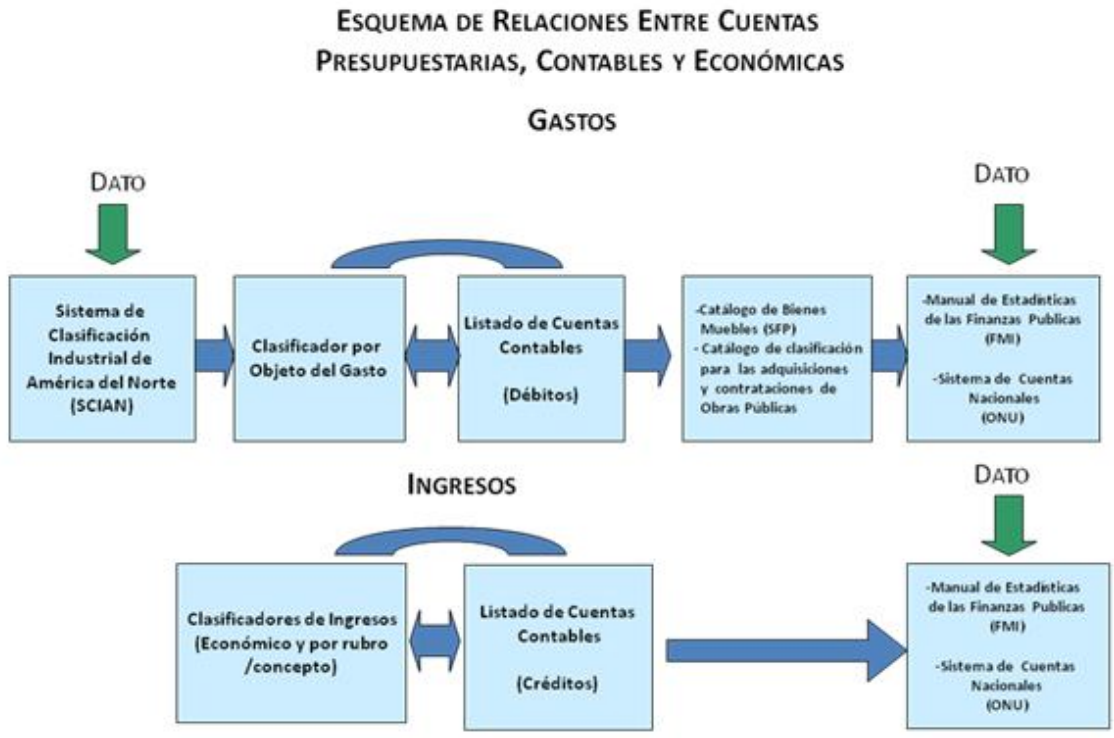 ESQUEMA DE RELACIONES ENTRE CUENTAS
PRESUPUESTARIAS, CONTABLES Y ECONÓMICAS
GASTOS
DATO
DATO
Sistema de
Clasificación
Industrial de
América del Norte
(SCIAN)
Clasificador por
Objeto del Gasto
Listado de Cuentas
Contables
(Débitos)
-Catálogo de Bienes
Muebles (SFP)
- Catálogo de clasificación
para las adquisiciones
y contrataciones de
Obras Públicas
-Manual de Estadísticas
de las Finanzas Publicas
(FMI)
-Sistema de Cuentas
Nacionales
(ONU)
INGRESOS
DATO
Clasificadores de Ingresos
(Económico y por rubro
/concepto)
Listado de Cuentas
Contables
(Créditos)
-Manual de Estadísticas
de las Finanzas Publicas
(FMI)
-Sistema de Cuentas
Nacionales
(ONU)